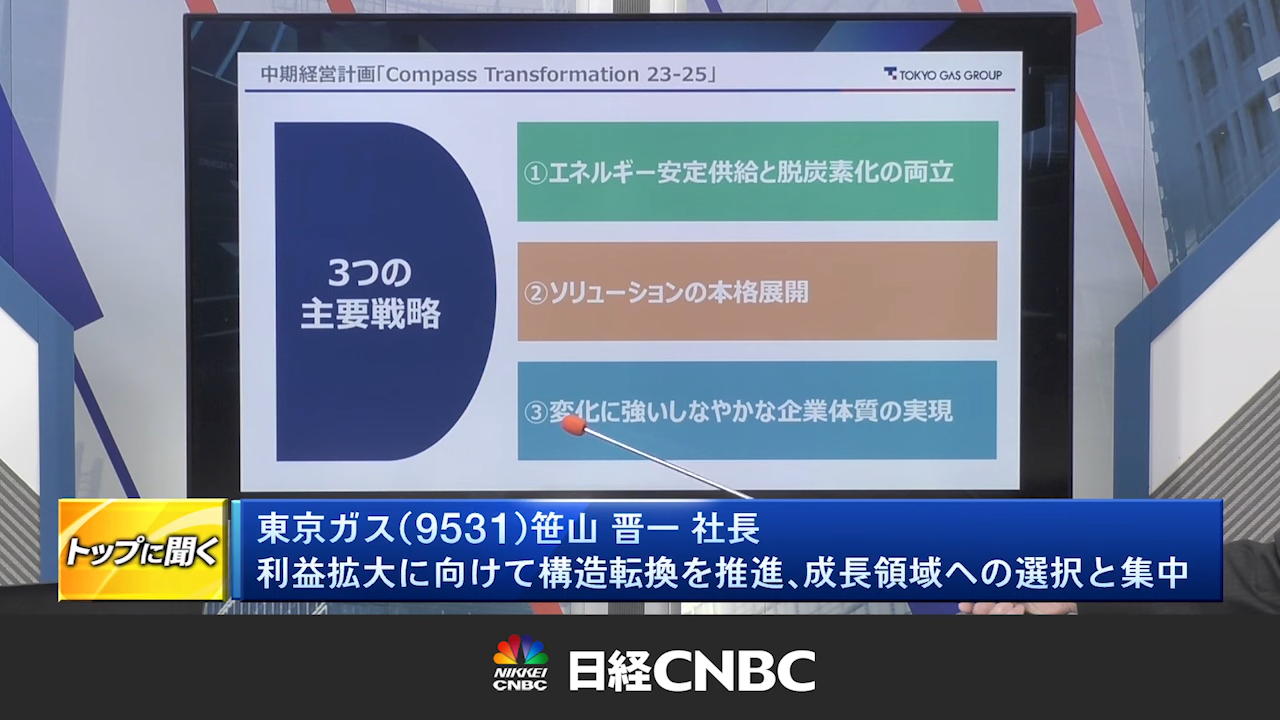 中期経営計画「Compass Transformation 23-25」
TOKYO GAS GROUP
3つの
主要戦略
①エネルギー安定供給と脱炭素化の両立
②ソリューションの本格展開
③変化に強いしなやかな企業体質の実現
トップに聞く
東京ガス(9531)笹山 晋一 社長
利益拡大に向けて構造転換を推進、成長領域への選択と集中
NIKKEI
CNBC
日経CNBC